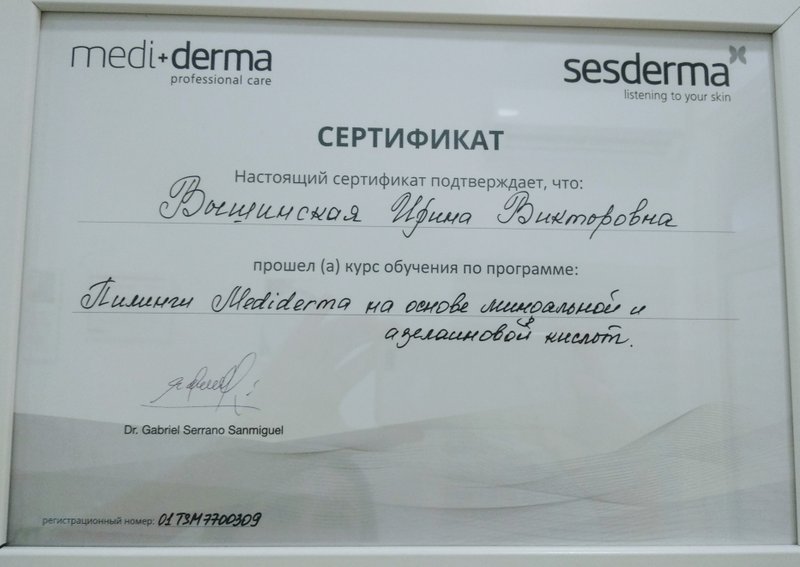 medi+derma
professional care
sesderma
listening to your skin
СЕРТИФИКАТ
Настоящий сертификат подтверждает, что:
Вышинская Ирина Викторовна
прошел (а) курс обучения по программе:
Пилинги Mediderma на основе миндальной и
азелаиновой кислот.
Dr. Gabriel Serrano Sanmiguel
регистрационный номер: 01TSM7700309